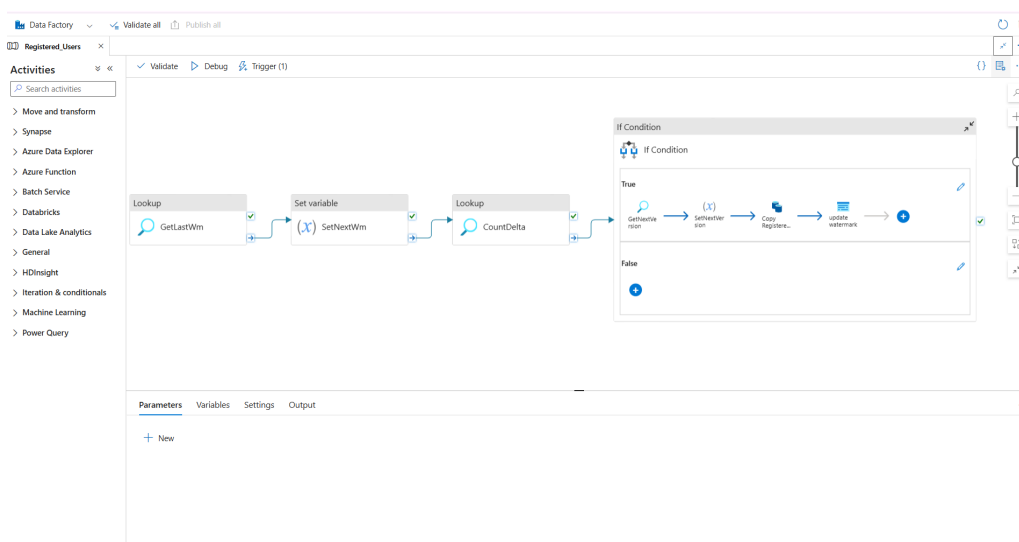 Data Factory
Validate all
Publish all
Registered_Users
Activities
Search activities
Move and transform
Synapse
Azure Data Explorer
Azure Function
Batch Service
Databricks
Data Lake Analytics
General
HDInsight
Iteration & conditionals
Machine Learning
Power Query
Validate
Debug
Trigger (1)
{}
Lookup
GetLastWm
Set variable
(x) SetNextWm
Lookup
CountDelta
If Condition
If Condition
True
GetNextVe
rsion
(x)
SetNextVer
sion
Copy
Registere...
update
watermark
False
Parameters Variables Settings Output
New